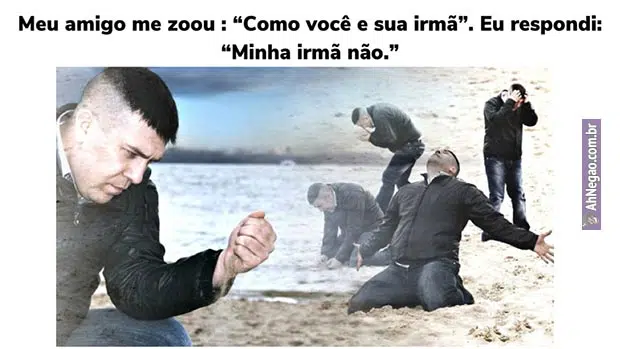 Meu amigo me zoou : “Como você e sua irmã”. Eu respondi:
“Minha irmã não.”
AhNegao.com.br